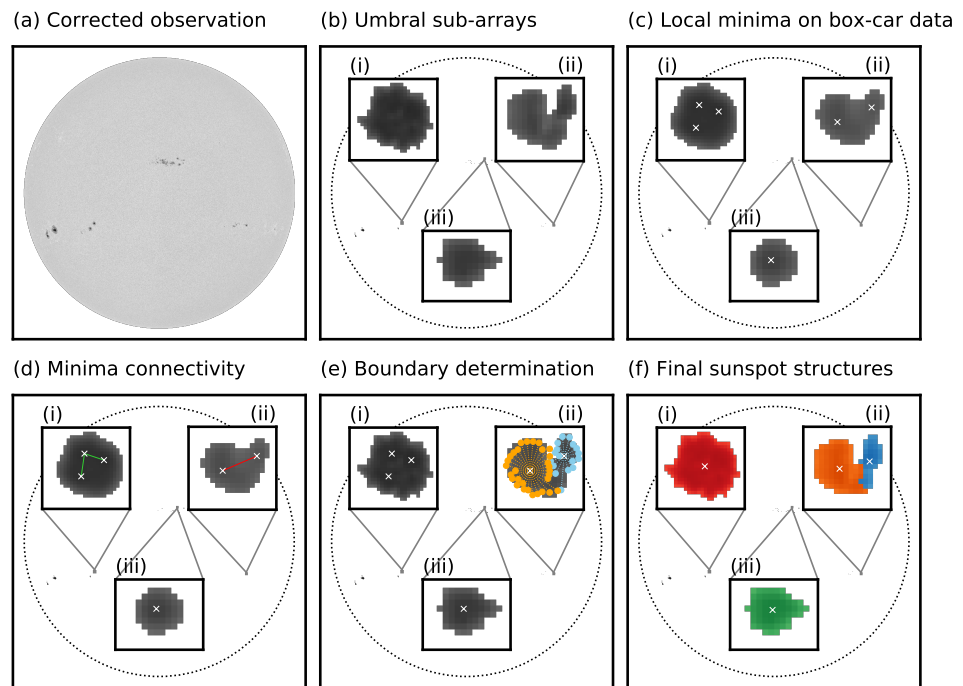 (a) Corrected observation
(b) Umbral sub-arrays
(c) Local minima on box-car data
(i)
(ii)
(iii)
(i)
(ii)
(iii)
(d) Minima connectivity
(e) Boundary determination
(f) Final sunspot structures
(i)
(ii)
(iii)
(i)
(ii)
(iii)
(i)
(ii)
(iii)